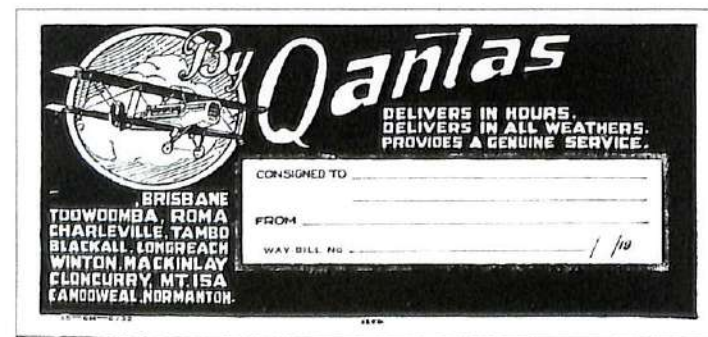 By Qantas
DELIVERS IN HOURS.
DELIVERS IN ALL WEATHERS.
PROVIDES A GENUINE SERVICE.
CONSIGNED TO
FROM
WAY-BILL No
/ /19
BRISBANE
TOOWOOMBA, ROMA
CHARLEVILLE, TAMBO
BLACKALL, LONGREACH
WINTON, MACKINLAY
CLONCURRY, MT. ISA
CAMOOWEAL, NORMANTON.